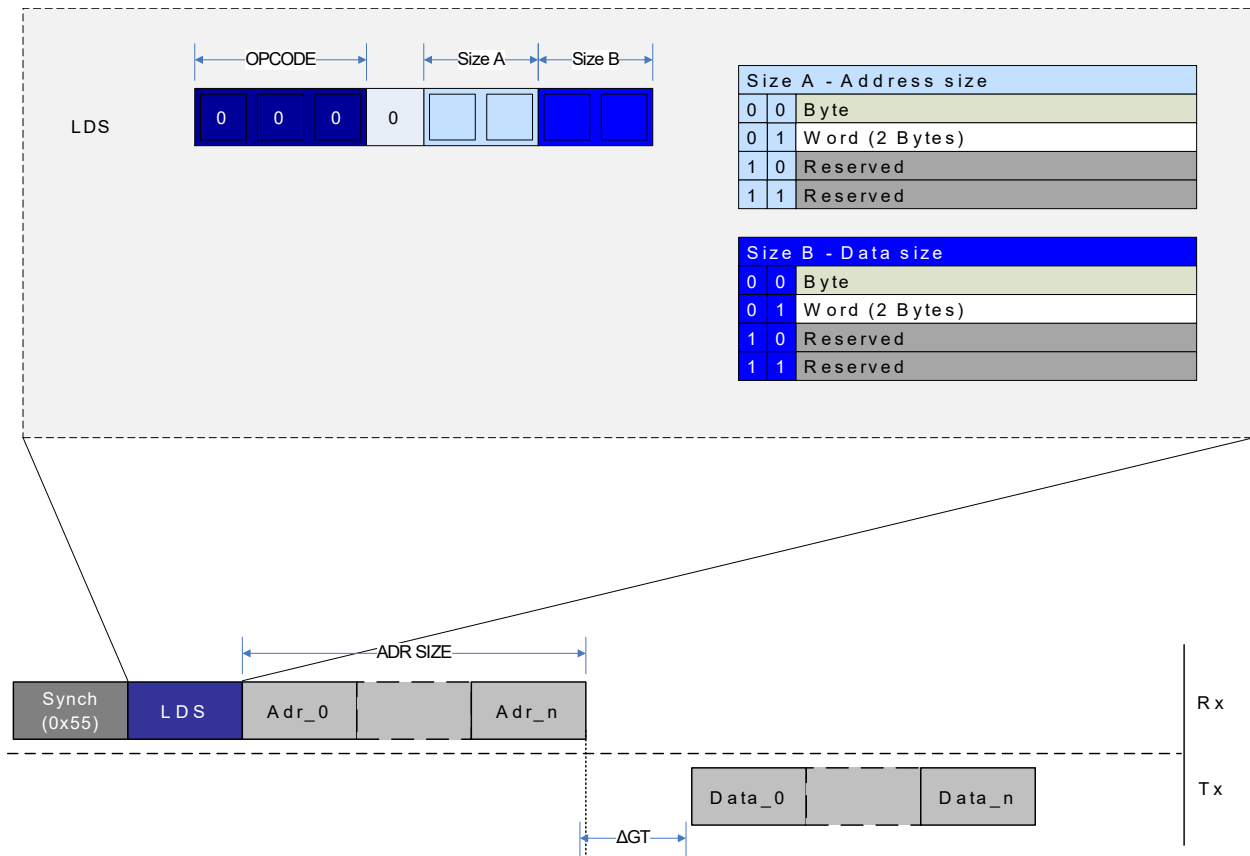 OPCODE
Size A
Size B
LDS
0 0 0 0
Size A - Address size
0 0 Byte
0 1 Word (2 Bytes)
1 0 Reserved
1 1 Reserved
Size B - Data size
0 0 Byte
0 1 Word (2 Bytes)
1 0 Reserved
1 1 Reserved
ADR SIZE
Synch
(0x55)
LDS
Adr_0
Adr_n
Rx
Data_0
Data_n
Tx
ΔGT